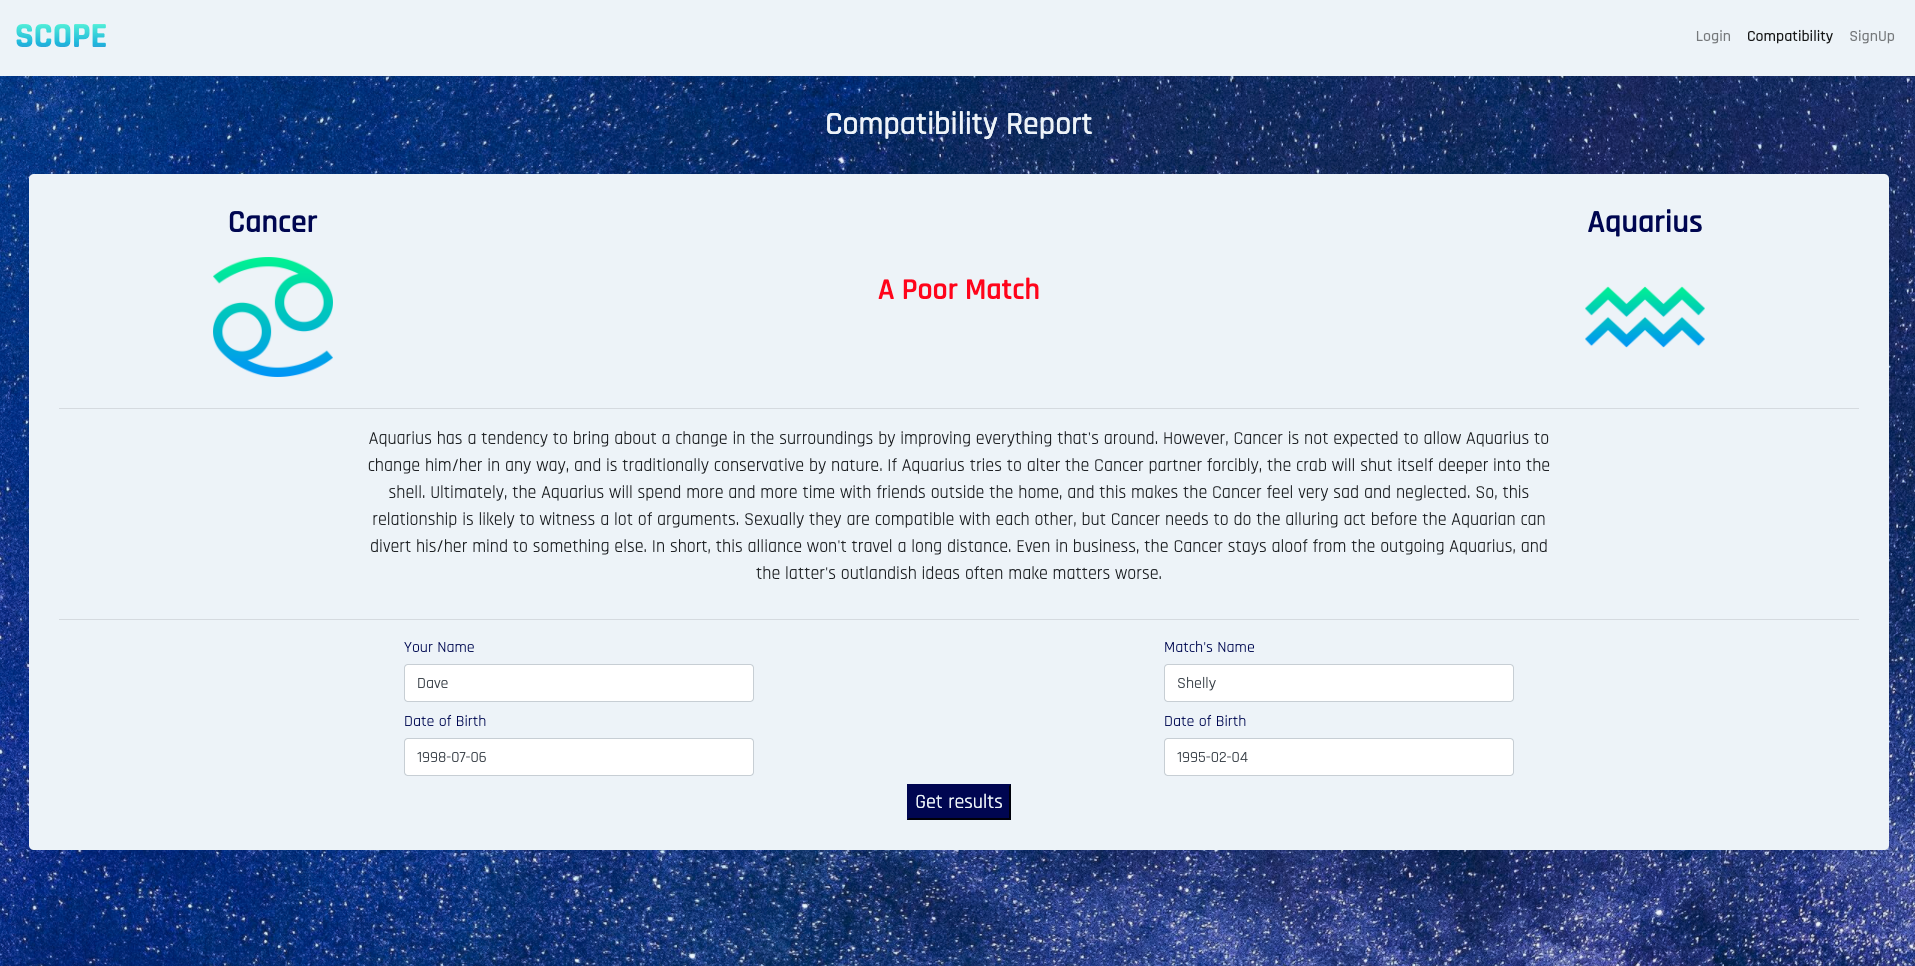 SCOPE
Login Compatibility SignUp
Compatibility Report
Cancer
Aquarius
A Poor Match
Aquarius has a tendency to bring about a change in the surroundings by improving everything that's around. However, Cancer is not expected to allow Aquarius to
change him/her in any way, and is traditionally conservative by nature. If Aquarius tries to alter the Cancer partner forcibly, the crab will shut itself deeper into the
shell. Ultimately, the Aquarius will spend more and more time with friends outside the home, and this makes the Cancer feel very sad and neglected. So, this
relationship is likely to witness a lot of arguments. Sexually they are compatible with each other, but Cancer needs to do the alluring act before the Aquarian can
divert his/her mind to something else. In short, this alliance won't travel a long distance. Even in business, the Cancer stays aloof from the outgoing Aquarius, and
the latter's outlandish ideas often make matters worse.
Your Name
Dave
Date of Birth
1998-07-06
Match's Name
Shelly
Date of Birth
1995-02-04
Get results